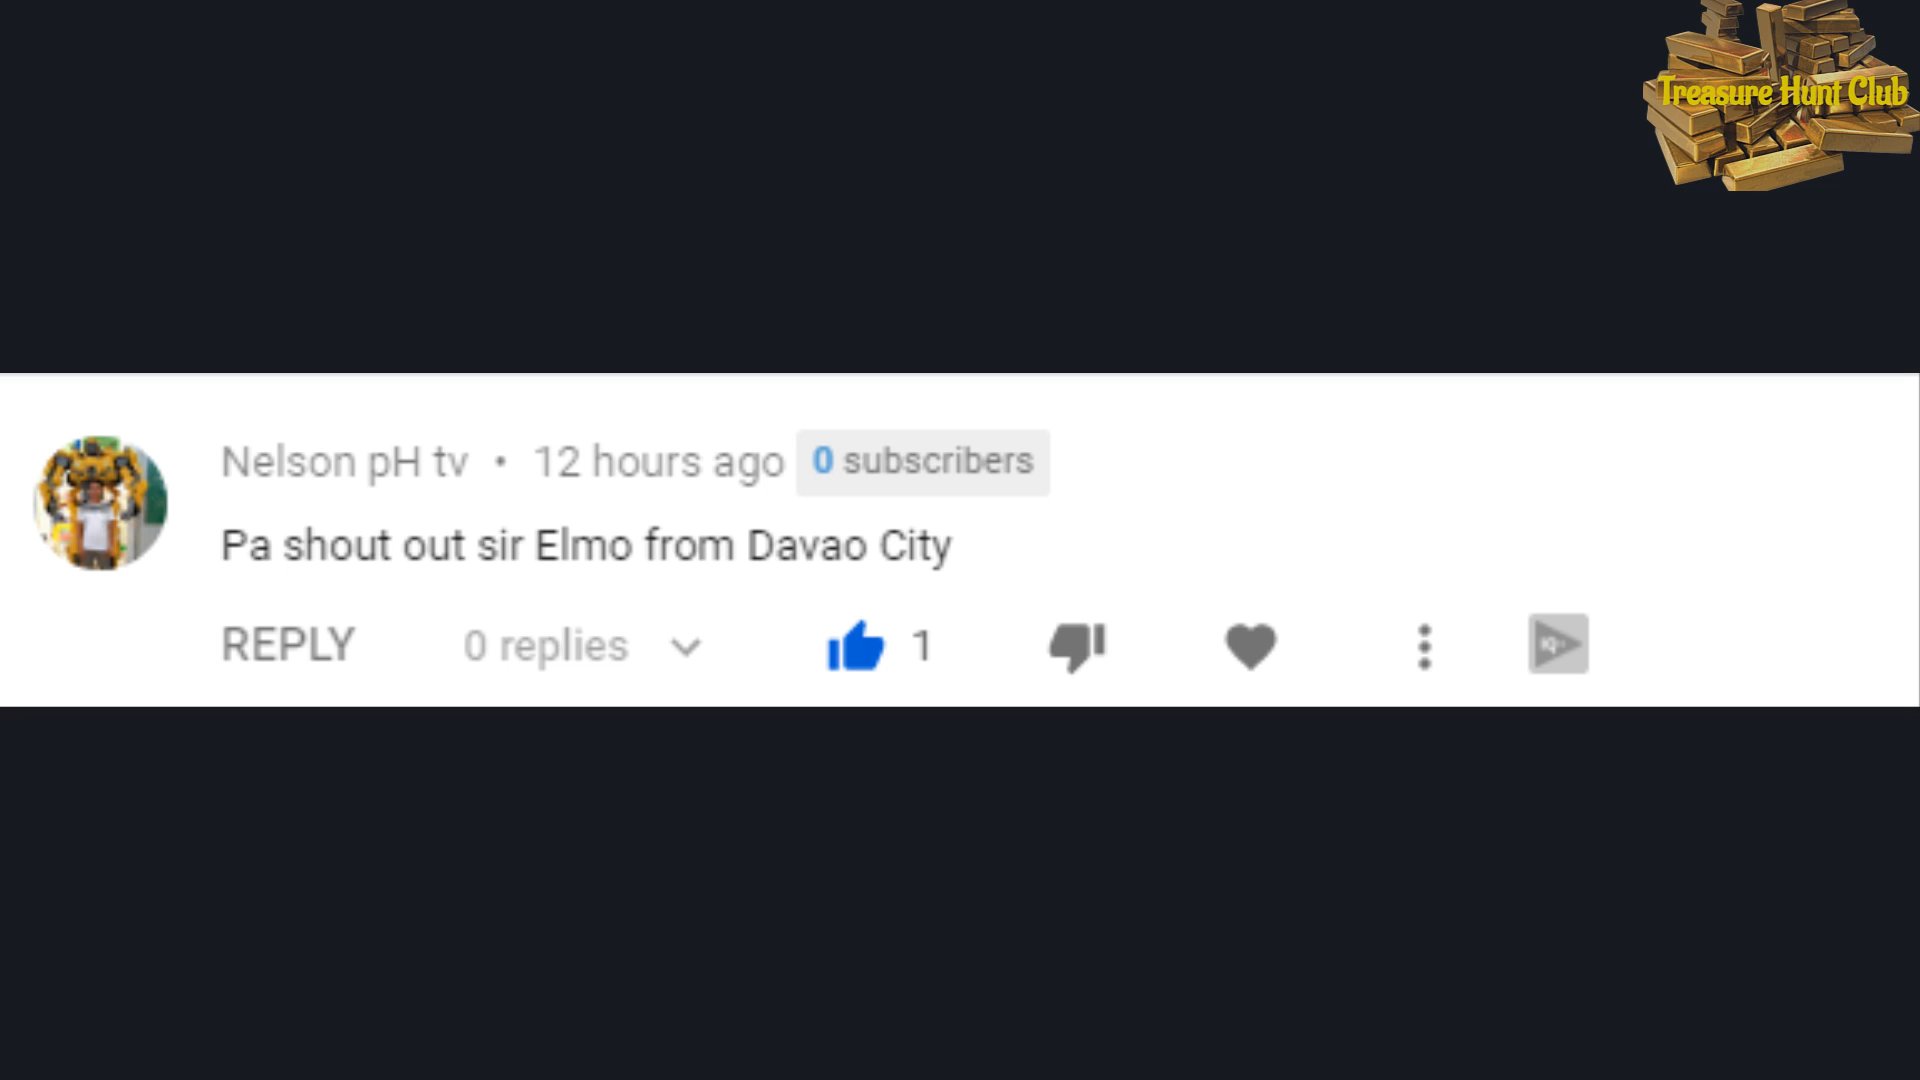 Treasure Hunt Club
Nelson pH tv • 12 hours ago 0 subscribers
Pa shout out sir Elmo from Davao City
REPLY 0 replies 1